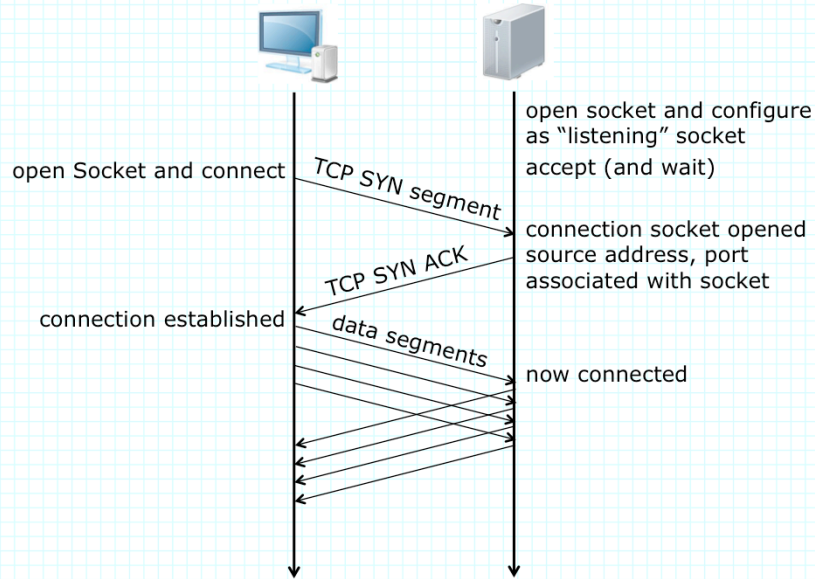 open socket and configure
as “listening” socket
accept (and wait)
open Socket and connect
TCP SYN segment
connection socket opened
source address, port
associated with socket
TCP SYN ACK
connection established
data segments
now connected